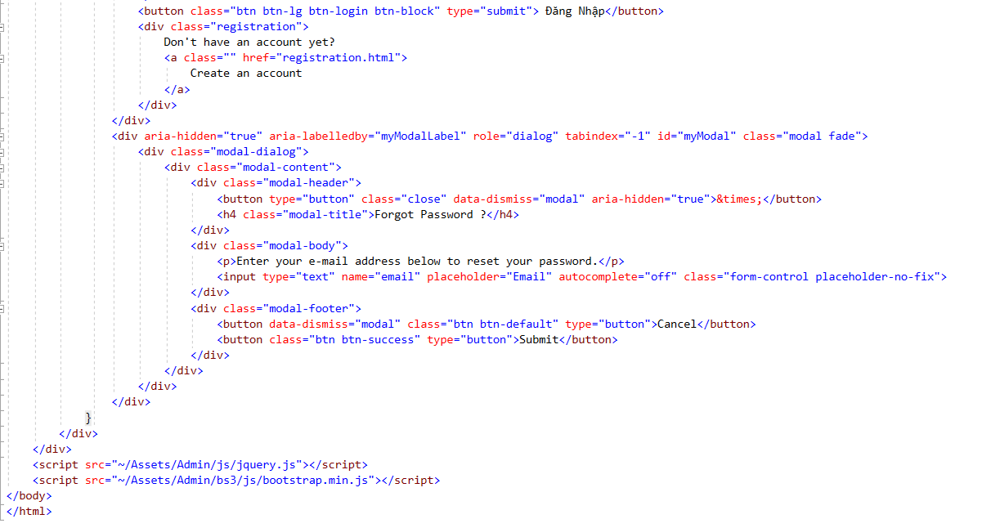 <button class="btn btn-lg btn-login btn-block" type="submit"> Đăng Nhập</button>
<div class="registration">
Don't have an account yet?
<a class="" href="registration.html">
Create an account
</a>
</div>
</div>
<div aria-hidden="true" aria-labelledby="myModalLabel" role="dialog" tabindex="-1" id="myModal" class="modal fade">
<div class="modal-dialog">
<div class="modal-content">
<div class="modal-header">
<button type="button" class="close" data-dismiss="modal" aria-hidden="true">&times;</button>
<h4 class="modal-title">Forgot Password ?</h4>
</div>
<div class="modal-body">
<p>Enter your e-mail address below to reset your password.</p>
<input type="text" name="email" placeholder="Email" autocomplete="off" class="form-control placeholder-no-fix">
</div>
<div class="modal-footer">
<button data-dismiss="modal" class="btn btn-default" type="button">Cancel</button>
<button class="btn btn-success" type="button">Submit</button>
</div>
</div>
</div>
</div>
}
</div>
</div>
<script src="~/Assets/Admin/js/jquery.js"></script>
<script src="~/Assets/Admin/bs3/js/bootstrap.min.js"></script>
</body>
</html>